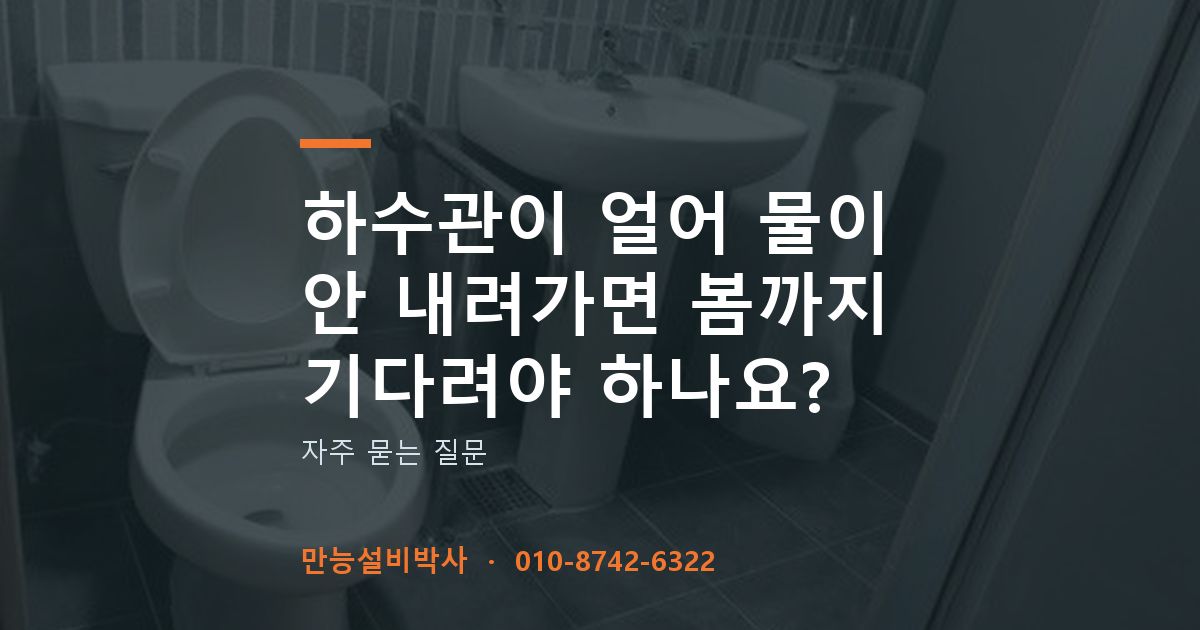 하수관이 얼어 물이
안 내려가면 봄까지
기다려야 하나요?
자주 묻는 질문
만능설비박사 · 010-8742-6322